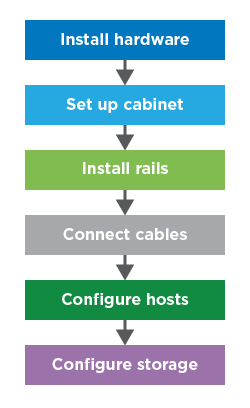 Install hardware
Set up cabinet
Install rails
Connect cables
Configure hosts
Configure storage